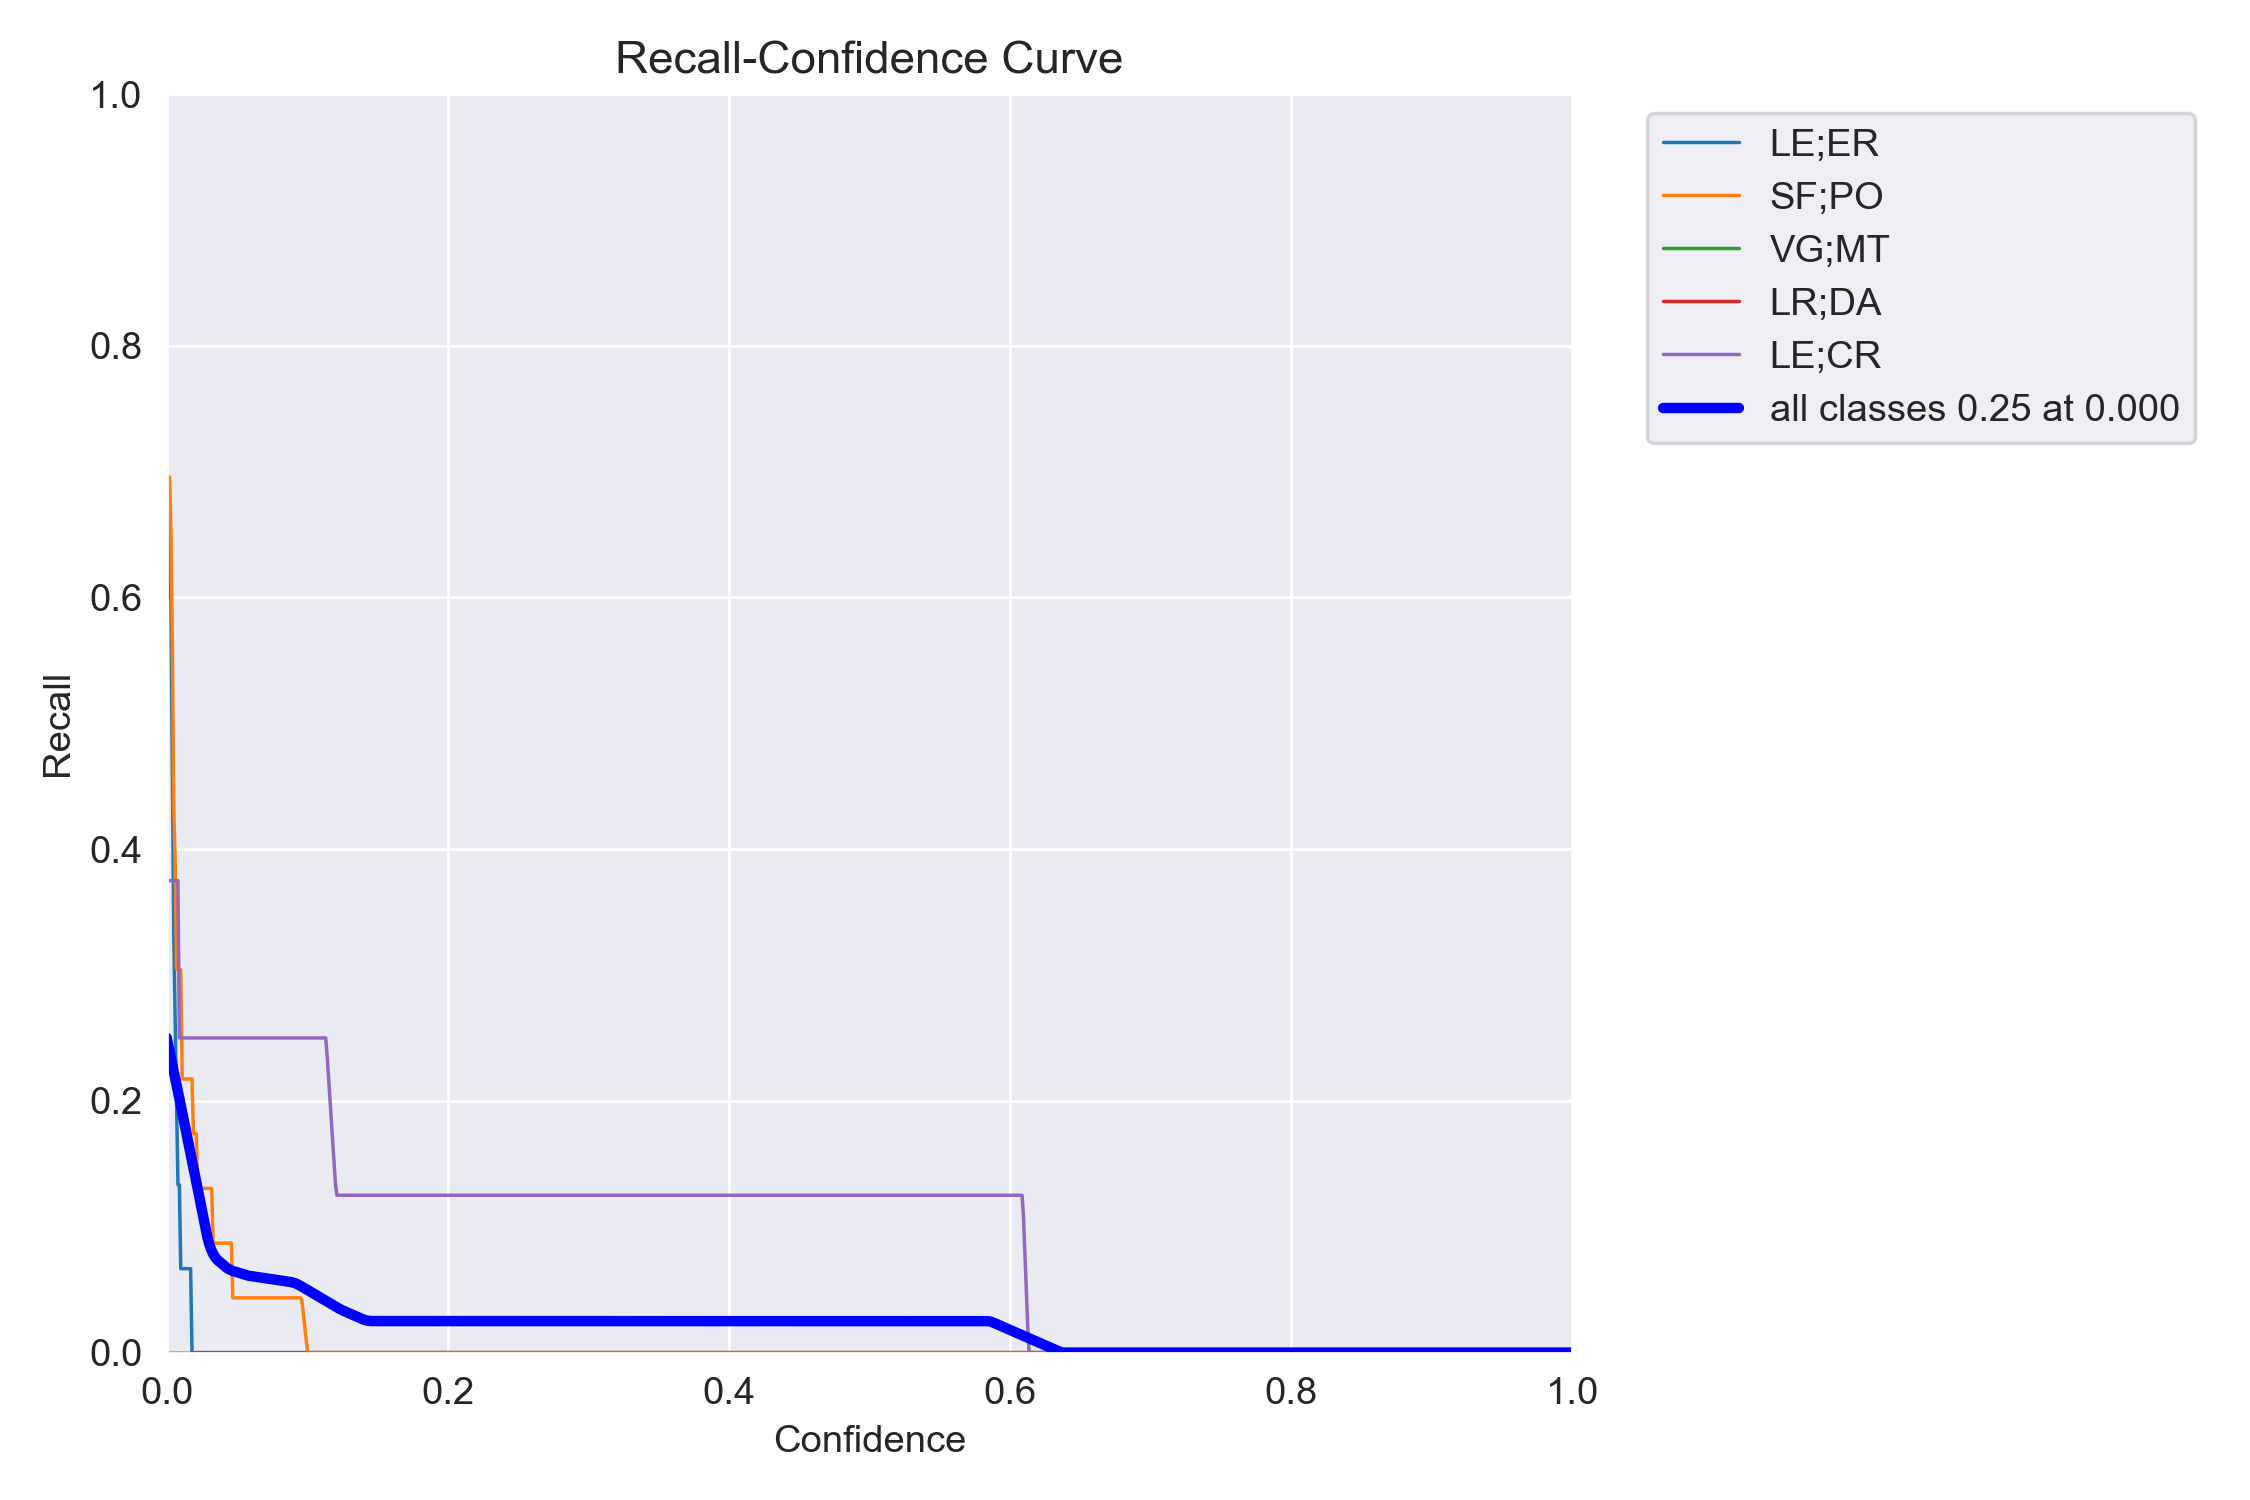 Recall-Confidence Curve
1.0
0.8
0.6
0.4
0.2
0.0
Recall
0.0 0.2 0.4 0.6 0.8 1.0
Confidence
LE;ER
SF;PO
VG;MT
LR;DA
LE;CR
all classes 0.25 at 0.000